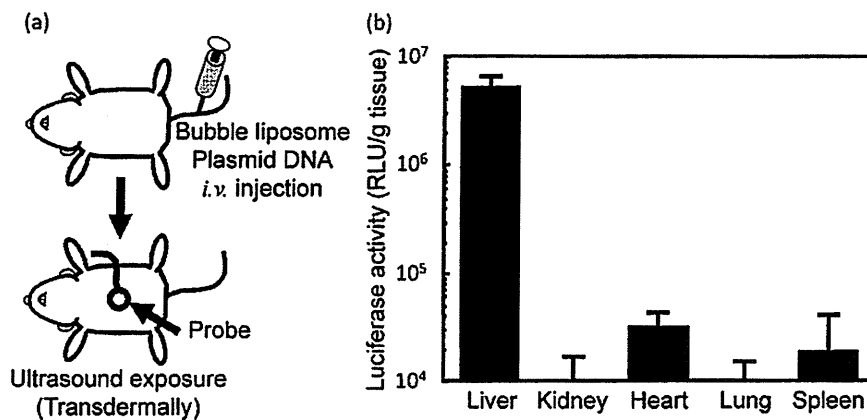 (a)
Bubble liposome
Plasmid DNA
i.v. injection
Probe
Ultrasound exposure
(Transdermally)
(b)
Luciferase activity (RLU/g tissue)
10⁷
10⁶
10⁵
10⁴
Liver Kidney Heart Lung Spleen